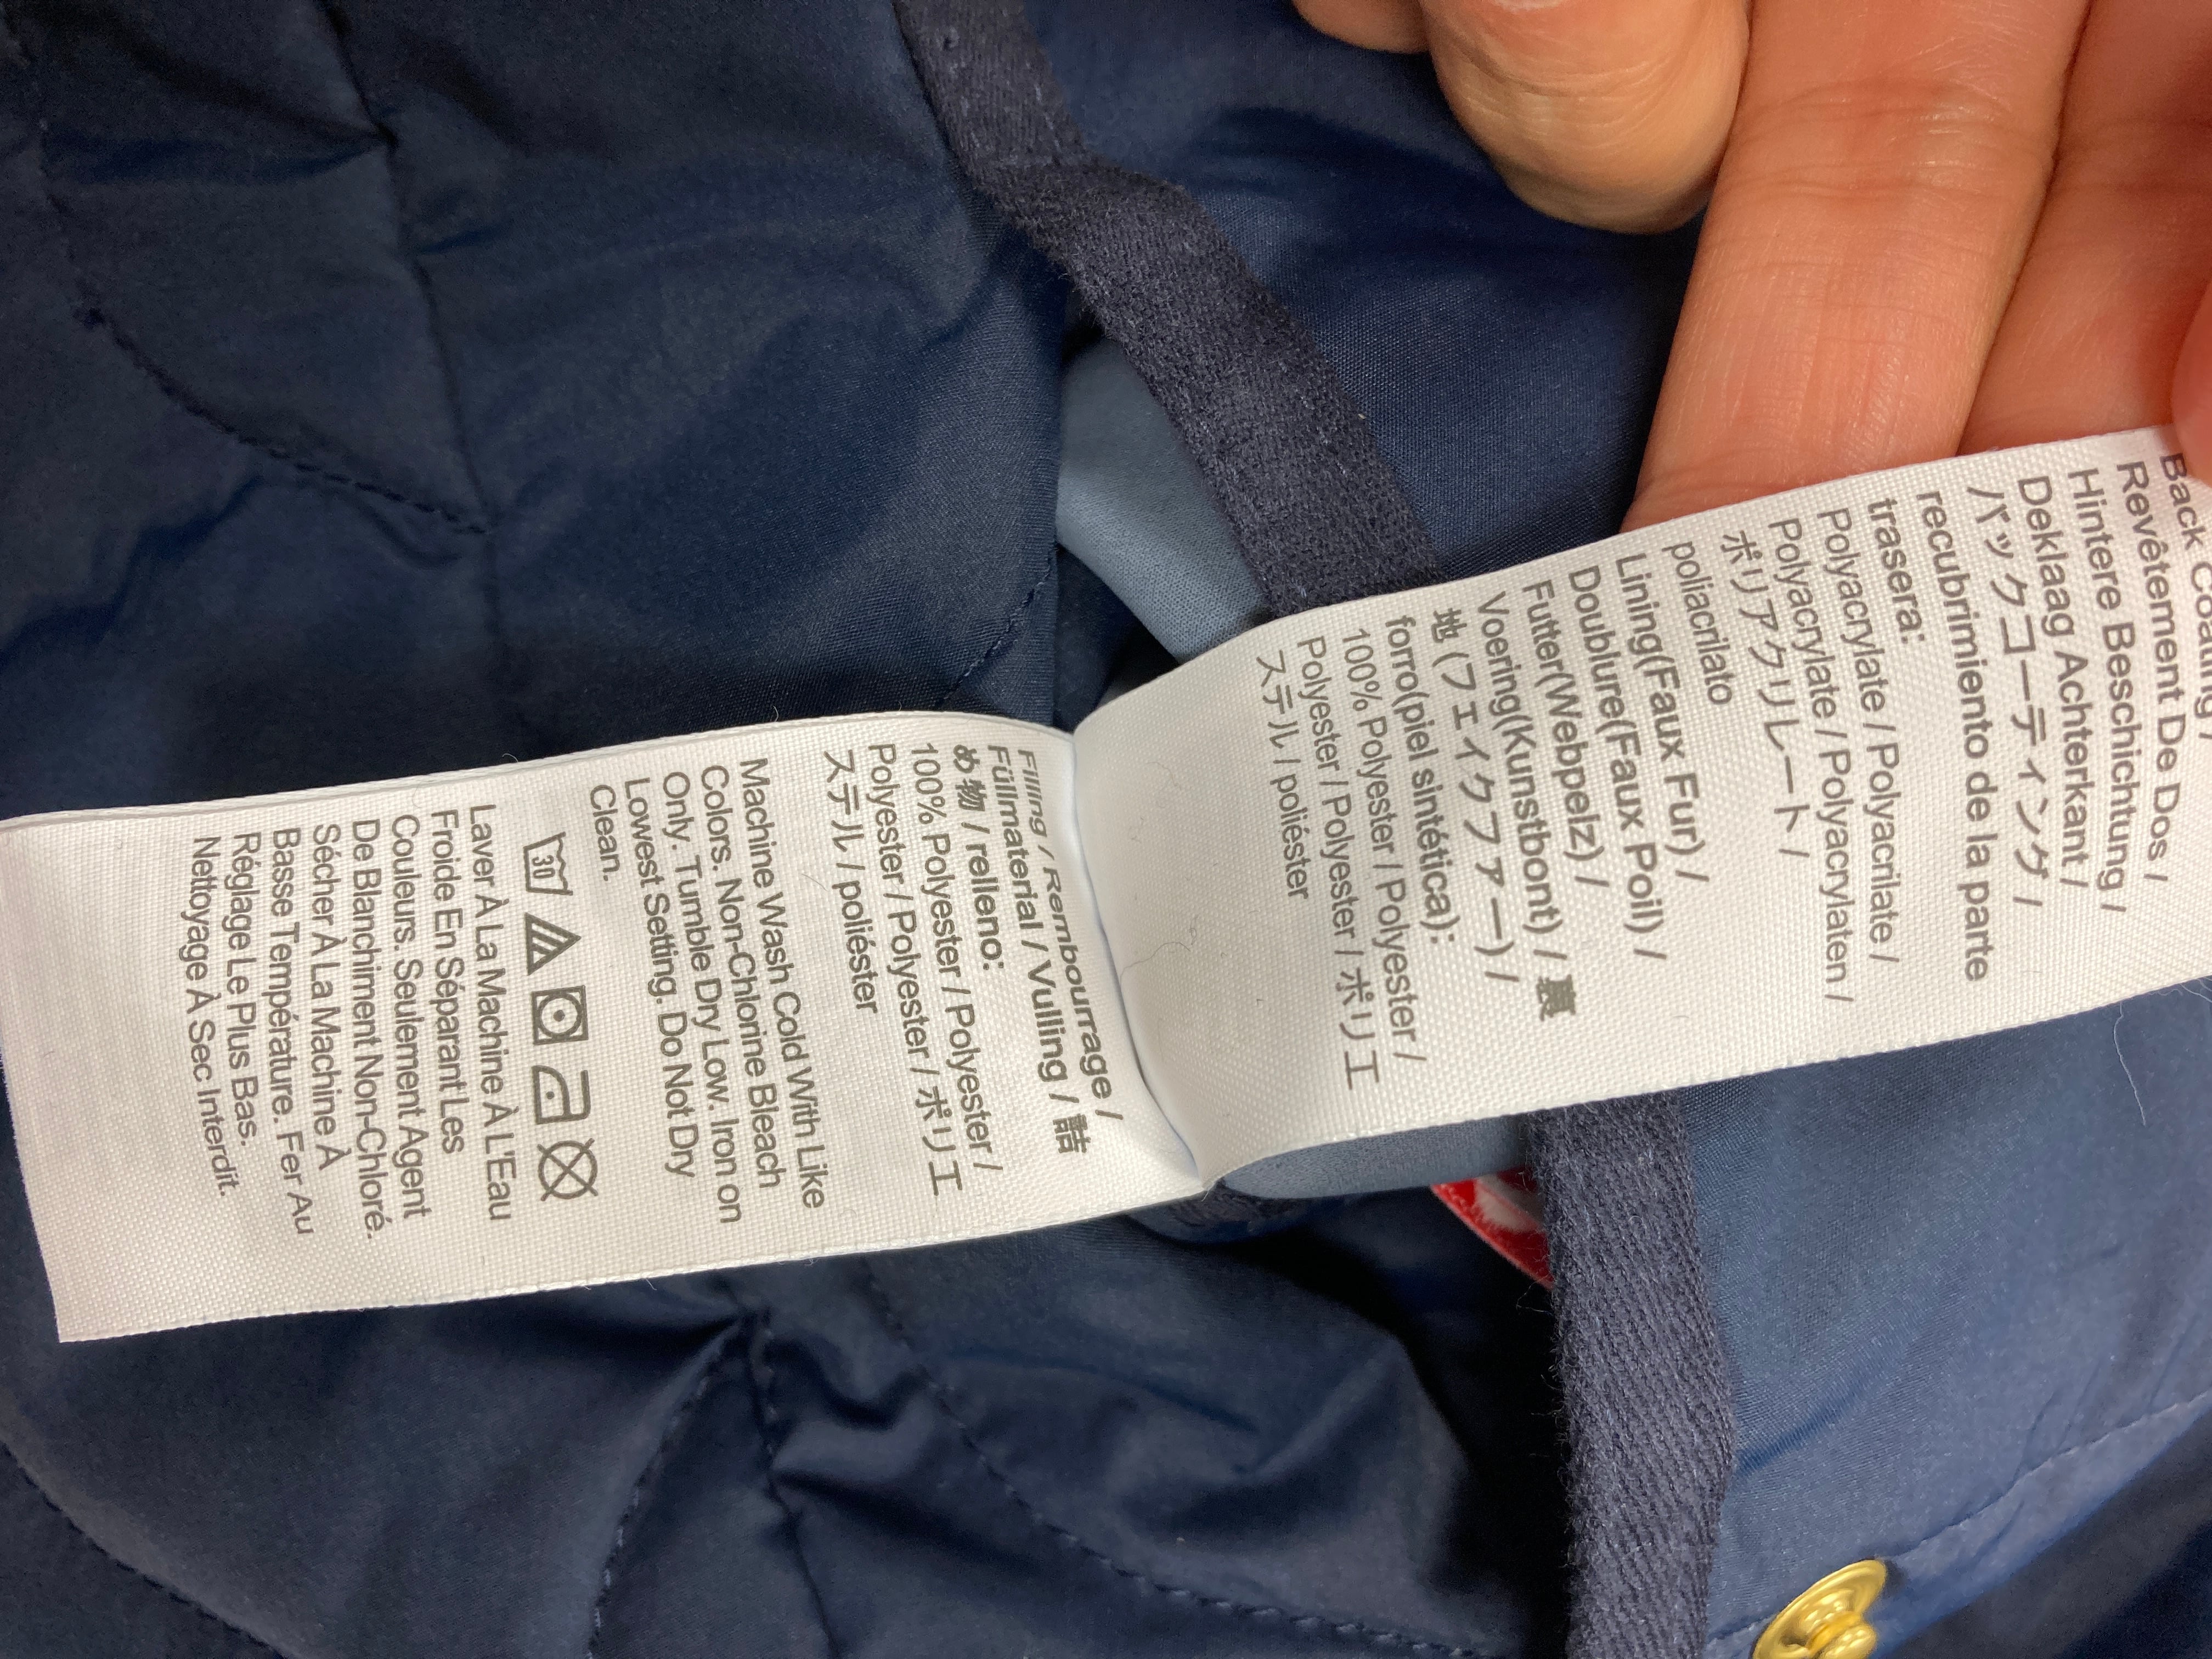 Back Coating /
Revêtement De Dos /
Hintere Beschichtung /
Deklaag Achterkant /
バックコーティング /
recubrimiento de la parte
trasera:
Polyacrylate / Polyacrilate /
Polyacrylate / Polyacrylaten /
ポリアクリレート /
poliacrilato
Lining(Faux Fur) /
Doublure(Faux Poil) /
Futter(Webpelz) /
Voering(Kunstbont) / 裏
地 (フェイクファー) /
forro(piel sintética):
100% Polyester / Polyester /
Polyester / Polyester / ポリエ
ステル / poliéster
Filling / Rembourrage /
Füllmaterial / Vulling / 詰
め物 / relleno:
100% Polyester / Polyester /
Polyester / Polyester / ポリエ
ステル / poliéster
Machine Wash Cold With Like
Colors. Non-Chlorine Bleach
Only. Tumble Dry Low. Iron on
Lowest Setting. Do Not Dry
Clean.
30
Laver À La Machine À L'Eau
Froide En Séparant Les
Couleurs. Seulement Agent
De Blanchiment Non-Chloré.
Sécher À La Machine À
Basse Température. Fer Au
Réglage Le Plus Bas.
Nettoyage À Sec Interdit.